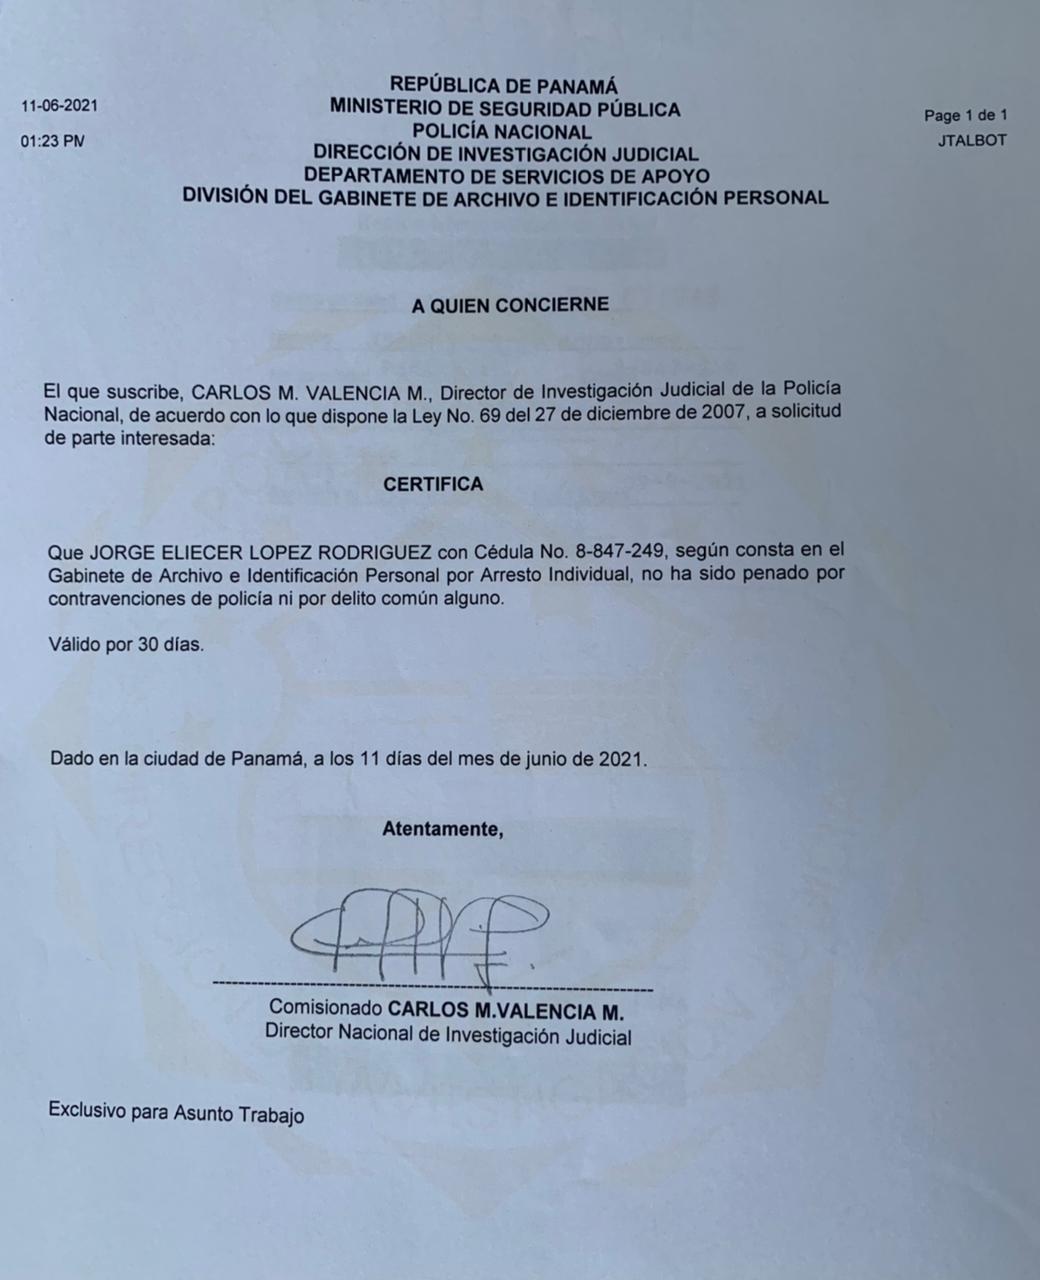 REPÚBLICA DE PANAMÁ
11-06-2021
MINISTERIO DE SEGURIDAD PÚBLICA
Page 1 de 1
POLICÍA NACIONAL
01:23 PM
JTALBOT
DIRECCIÓN DE INVESTIGACIÓN JUDICIAL
DEPARTAMENTO DE SERVICIOS DE APOYO
DIVISIÓN DEL GABINETE DE ARCHIVO E IDENTIFICACIÓN PERSONAL
A QUIEN CONCIERNE
El que suscribe, CARLOS M. VALENCIA M., Director de Investigación Judicial de la Policía
Nacional, de acuerdo con lo que dispone la Ley No. 69 del 27 de diciembre de 2007, a solicitud
de parte interesada:
CERTIFICA
Que JORGE ELIECER LOPEZ RODRIGUEZ con Cédula No. 8-847-249, según consta en el
Gabinete de Archivo e Identificación Personal por Arresto Individual, no ha sido penado por
contravenciones de policía ni por delito común alguno.
Válido por 30 días.
Dado en la ciudad de Panamá, a los 11 días del mes de junio de 2021.
Atentamente,
Comisionado CARLOS M.VALENCIA M.
Director Nacional de Investigación Judicial
Exclusivo para Asunto Trabajo